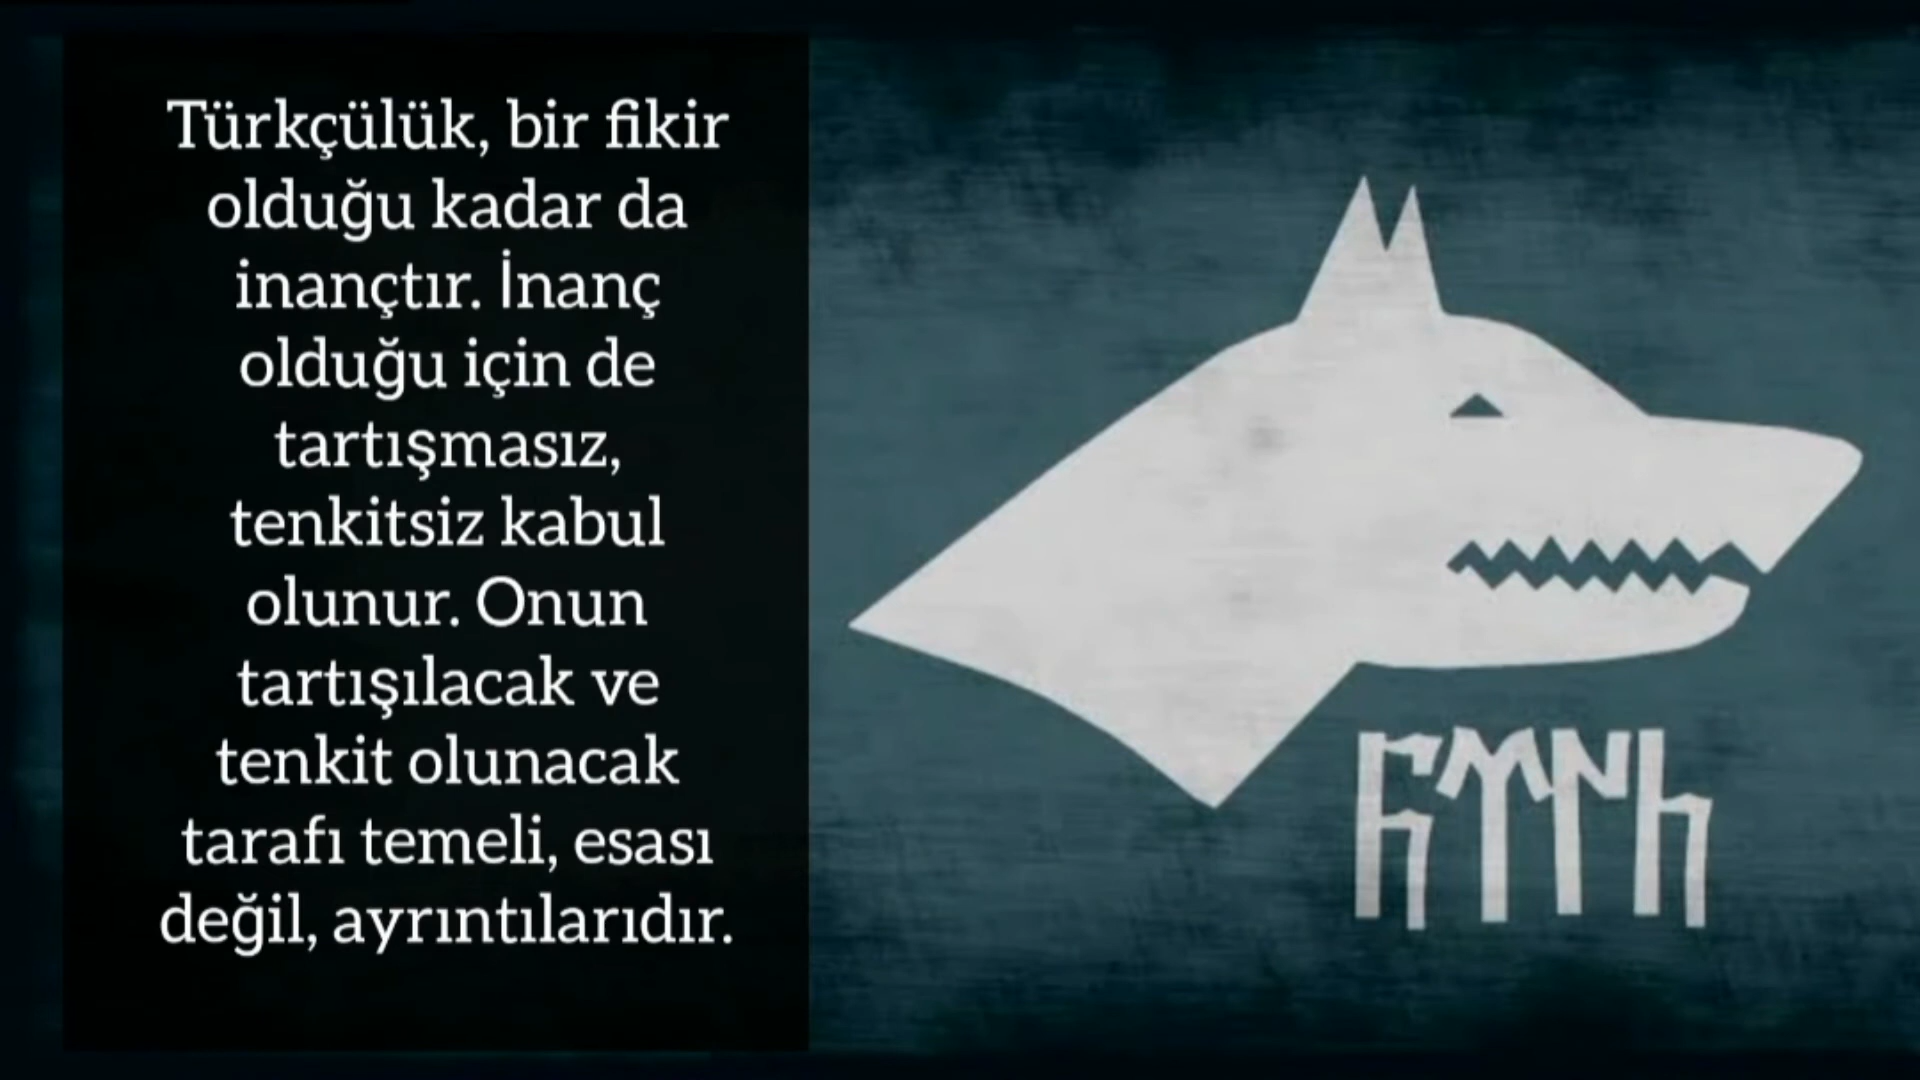 Türkçülük, bir fikir
olduğu kadar da
inançtır. İnanç
olduğu için de
tartışmasız,
tenkitsiz kabul
olunur. Onun
tartışılacak ve
tenkit olunacak
tarafı temeli, esası
değil, ayrıntılarıdır.